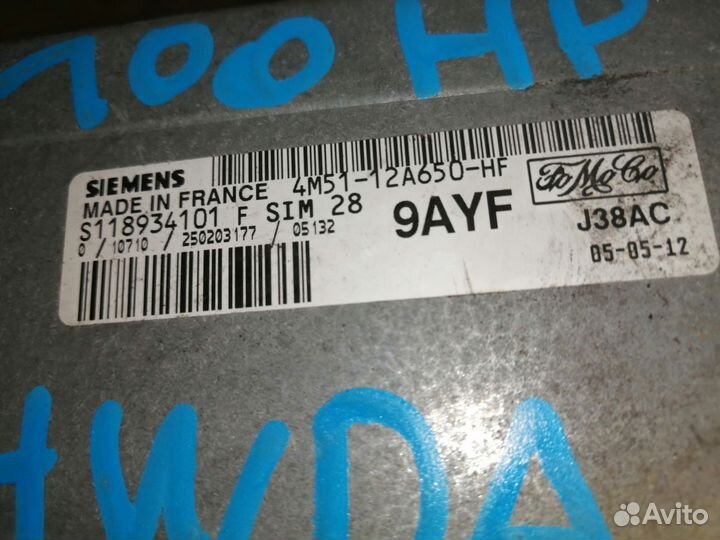 100 HP
SIEMENS
MADE IN FRANCE 4M51-12A650-HF
S118934101 F SIM 28
0 / 10710 / 250203177 / 05132
9AYF
FoMoCo
J38AC
05-05-12
HWDA
Avito